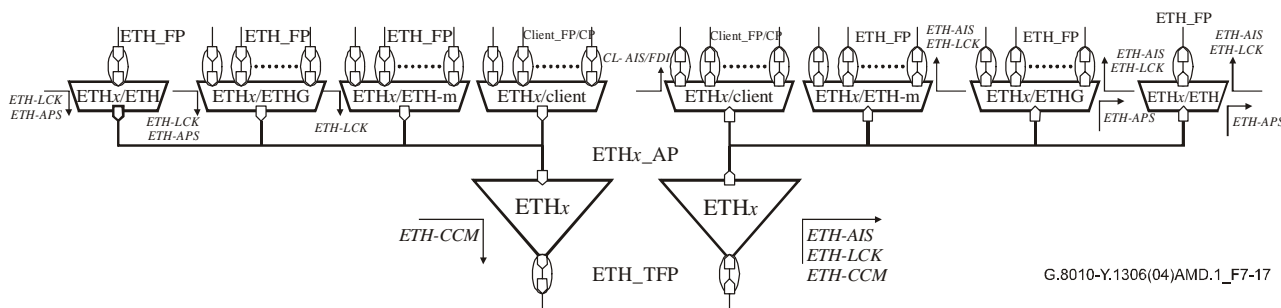 ETH_FP
ETH_FP
ETH_FP
Client_FP/CP
Client_FP/CP
ETH_FP
ETH_FP
ETH_FP
ETH-AIS
ETH-LCK
ETH-AIS
ETH-LCK
ETH-AIS
ETH-LCK
CL- AIS/FDI
ETHx/ETH
ETHx/ETHG
ETHx/ETH-m
ETHx/client
ETHx/client
ETHx/ETH-m
ETHx/ETHG
ETHx/ETH
ETH-LCK
ETH-APS
ETH-LCK
ETH-APS
ETH-LCK
ETH-APS
ETH-APS
ETHx_AP
ETHx
ETHx
ETH-CCM
ETH-AIS
ETH-LCK
ETH-CCM
ETH_TFP
G.8010-Y.1306(04)AMD.1_F7-17